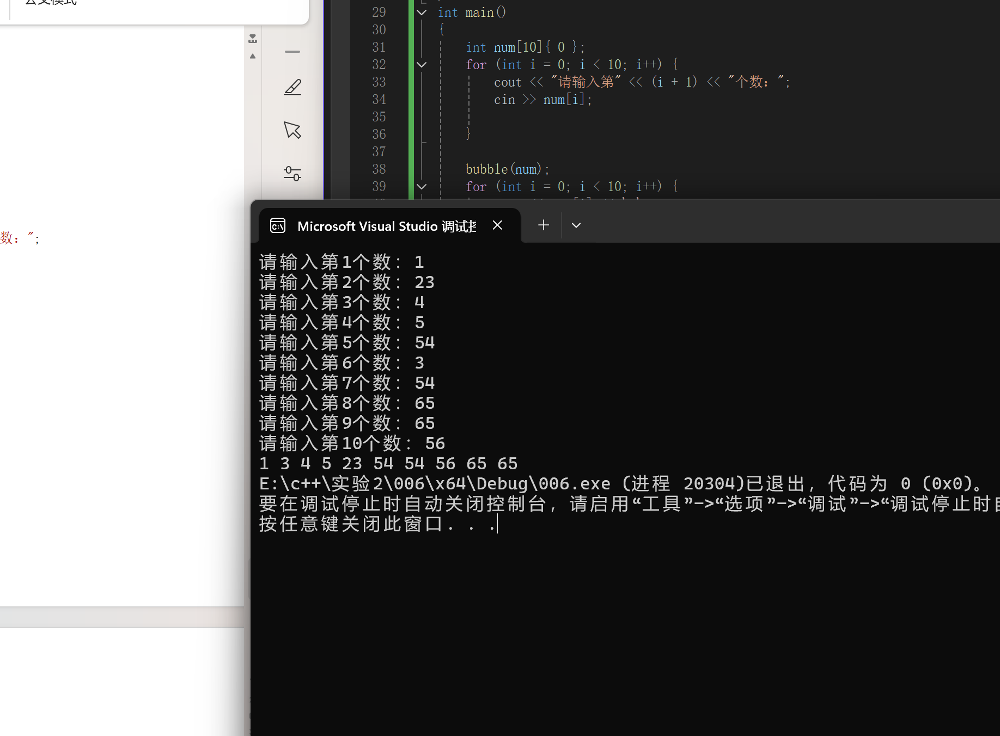 公文模式
数：";
29 int main()
30 {
31 int num[10]{ 0 };
32 for (int i = 0; i < 10; i++) {
33 cout << "请输入第" << (i + 1) << "个数：";
34 cin >> num[i];
35
36 }
37
38 bubble(num);
39 for (int i = 0; i < 10; i++) {
Microsoft Visual Studio 调试控
请输入第1个数：1
请输入第2个数：23
请输入第3个数：4
请输入第4个数：5
请输入第5个数：54
请输入第6个数：3
请输入第7个数：54
请输入第8个数：65
请输入第9个数：65
请输入第10个数：56
1 3 4 5 23 54 54 56 65 65
E:\c++\实验2\006\x64\Debug\006.exe (进程 20304)已退出，代码为 0 (0x0)。
要在调试停止时自动关闭控制台，请启用“工具”->“选项”->“调试”->“调试停止时自
按任意键关闭此窗口. . .